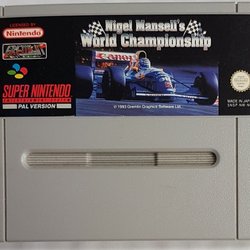 LICENSED BY
Nintendo
Nigel Mansell's
World Championship
Canon
SUPER NINTENDO
ENTERTAINMENT SYSTEM
PAL VERSION
© 1993 Gremlin Graphics Software Ltd.
MADE IN JAPAN